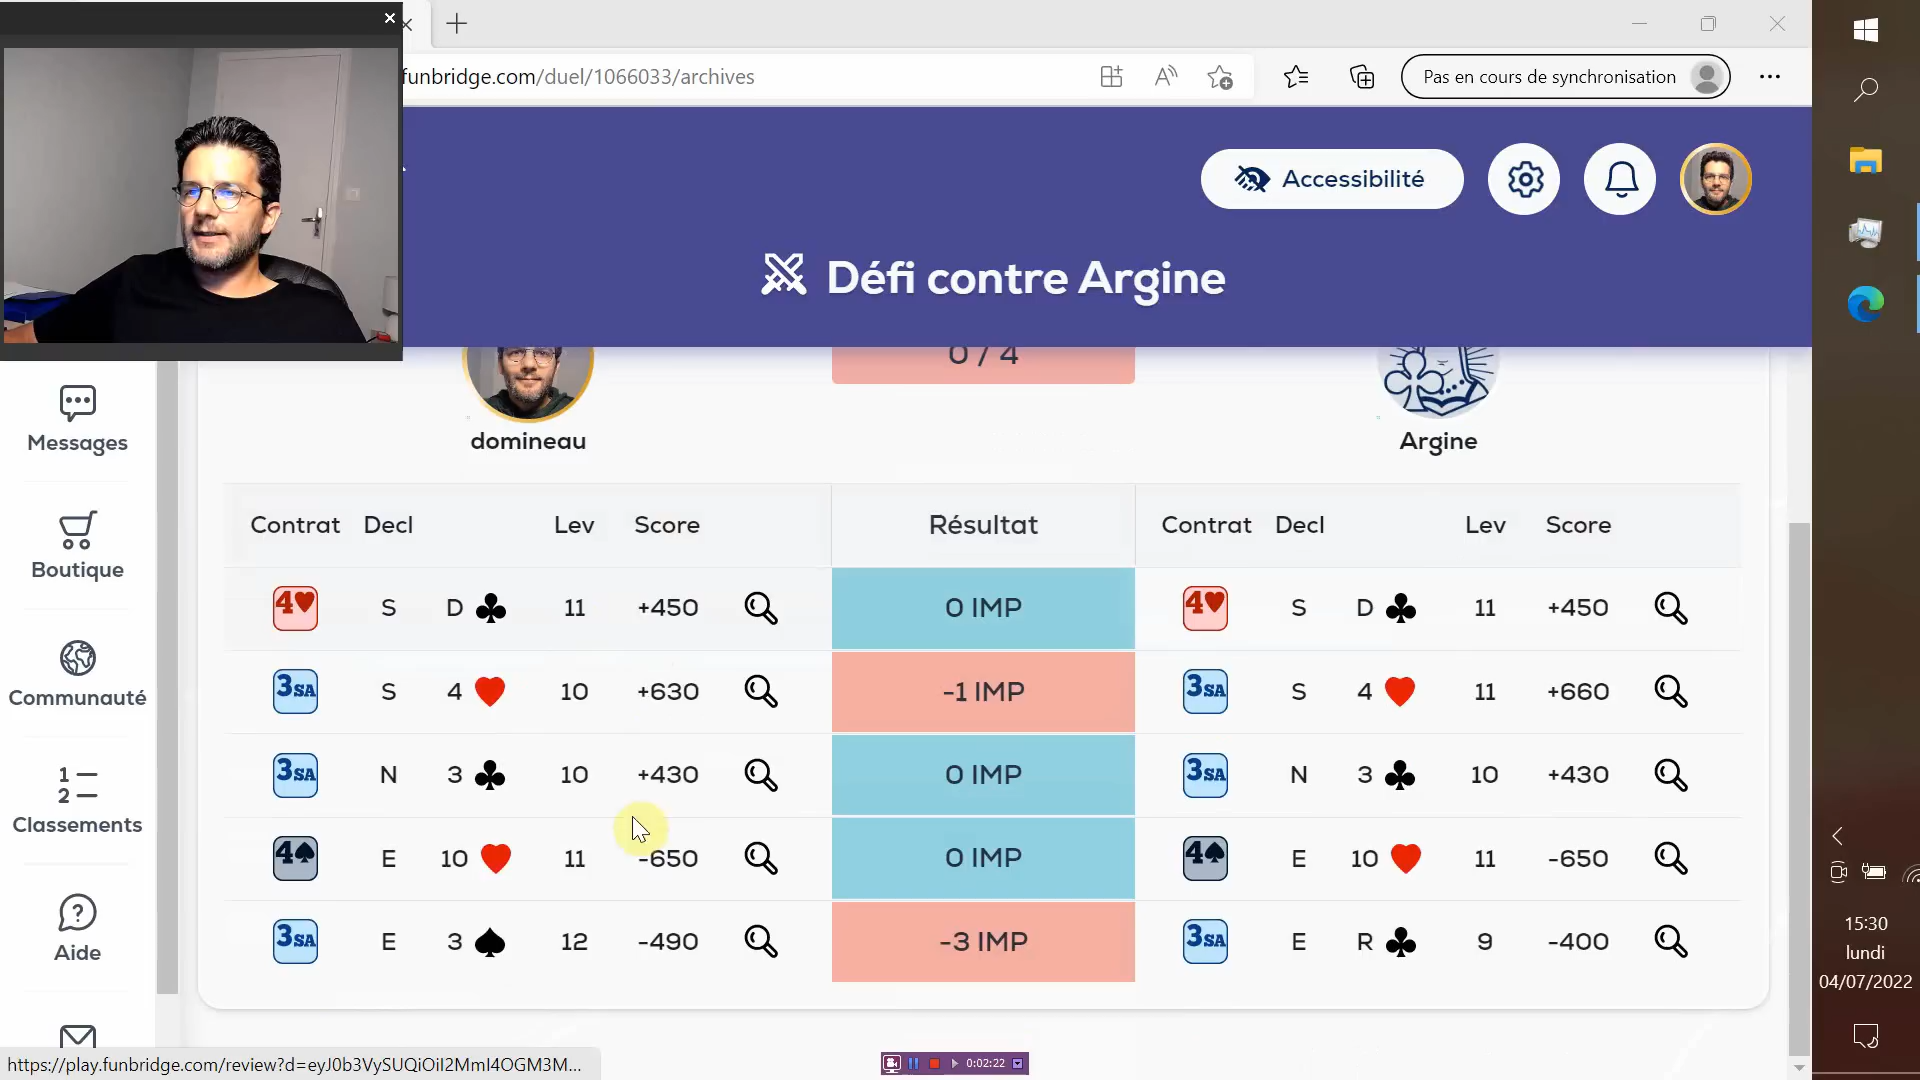 funbridge.com/duel/1066033/archives
Pas en cours de synchronisation
Accessibilité
Défi contre Argine
0 / 4
domineau
Argine
Messages
Boutique
Communauté
1
2
Classements
Aide
Contrat Decl Lev Score Résultat Contrat Decl Lev Score
4♥ S D ♣ 11 +450 0 IMP 4♥ S D ♣ 11 +450
3SA S 4 ♥ 10 +630 -1 IMP 3SA S 4 ♥ 11 +660
3SA N 3 ♣ 10 +430 0 IMP 3SA N 3 ♣ 10 +430
4♠ E 10 ♥ 11 -650 0 IMP 4♠ E 10 ♥ 11 -650
3SA E 3 ♠ 12 -490 -3 IMP 3SA E R ♣ 9 -400
15:30
lundi
04/07/2022
https://play.funbridge.com/review?d=eyJ0b3VySUQiOiI2MmI4OGM3M...
0:02:22